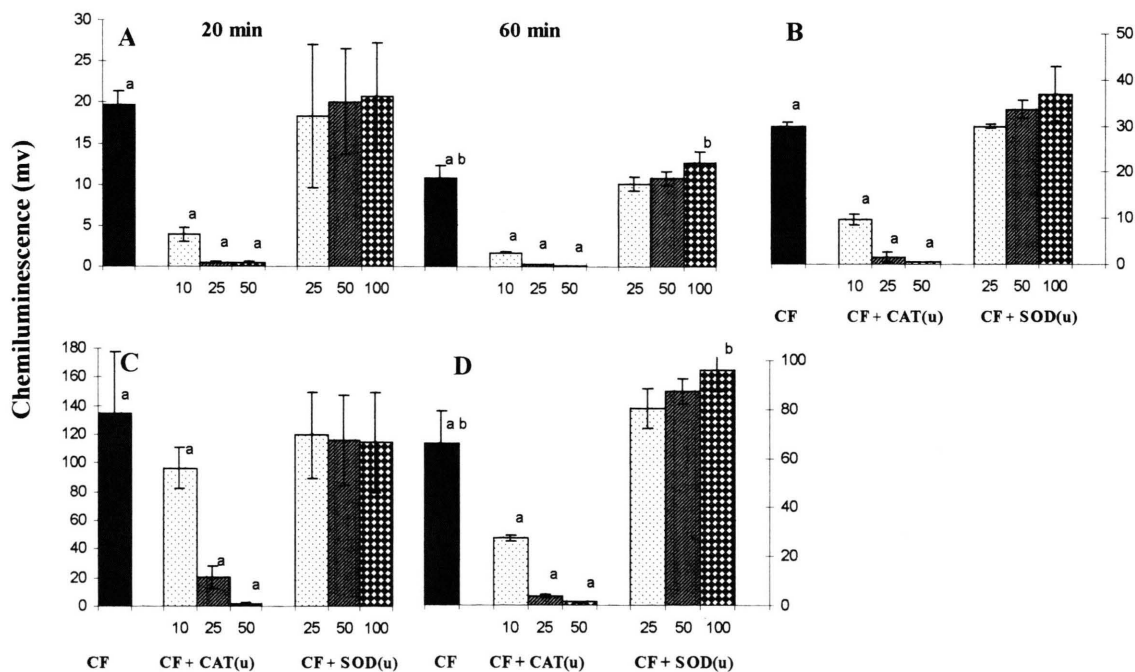 Chemiluminescence (mv)
A 20 min 60 min B
30
25
20
15
10
5
0
a
a a a
a b
a a a
b
10 25 50 25 50 100 10 25 50 25 50 100
50
40
30
20
10
0
a
a a a
10 25 50 25 50 100
CF CF + CAT(u) CF + SOD(u)
C D
180
160
140
120
100
80
60
40
20
0
a
a a a
a b
a a a
b
100
80
60
40
20
0
10 25 50 25 50 100 10 25 50 25 50 100
CF CF + CAT(u) CF + SOD(u) CF CF + CAT(u) CF + SOD(u)